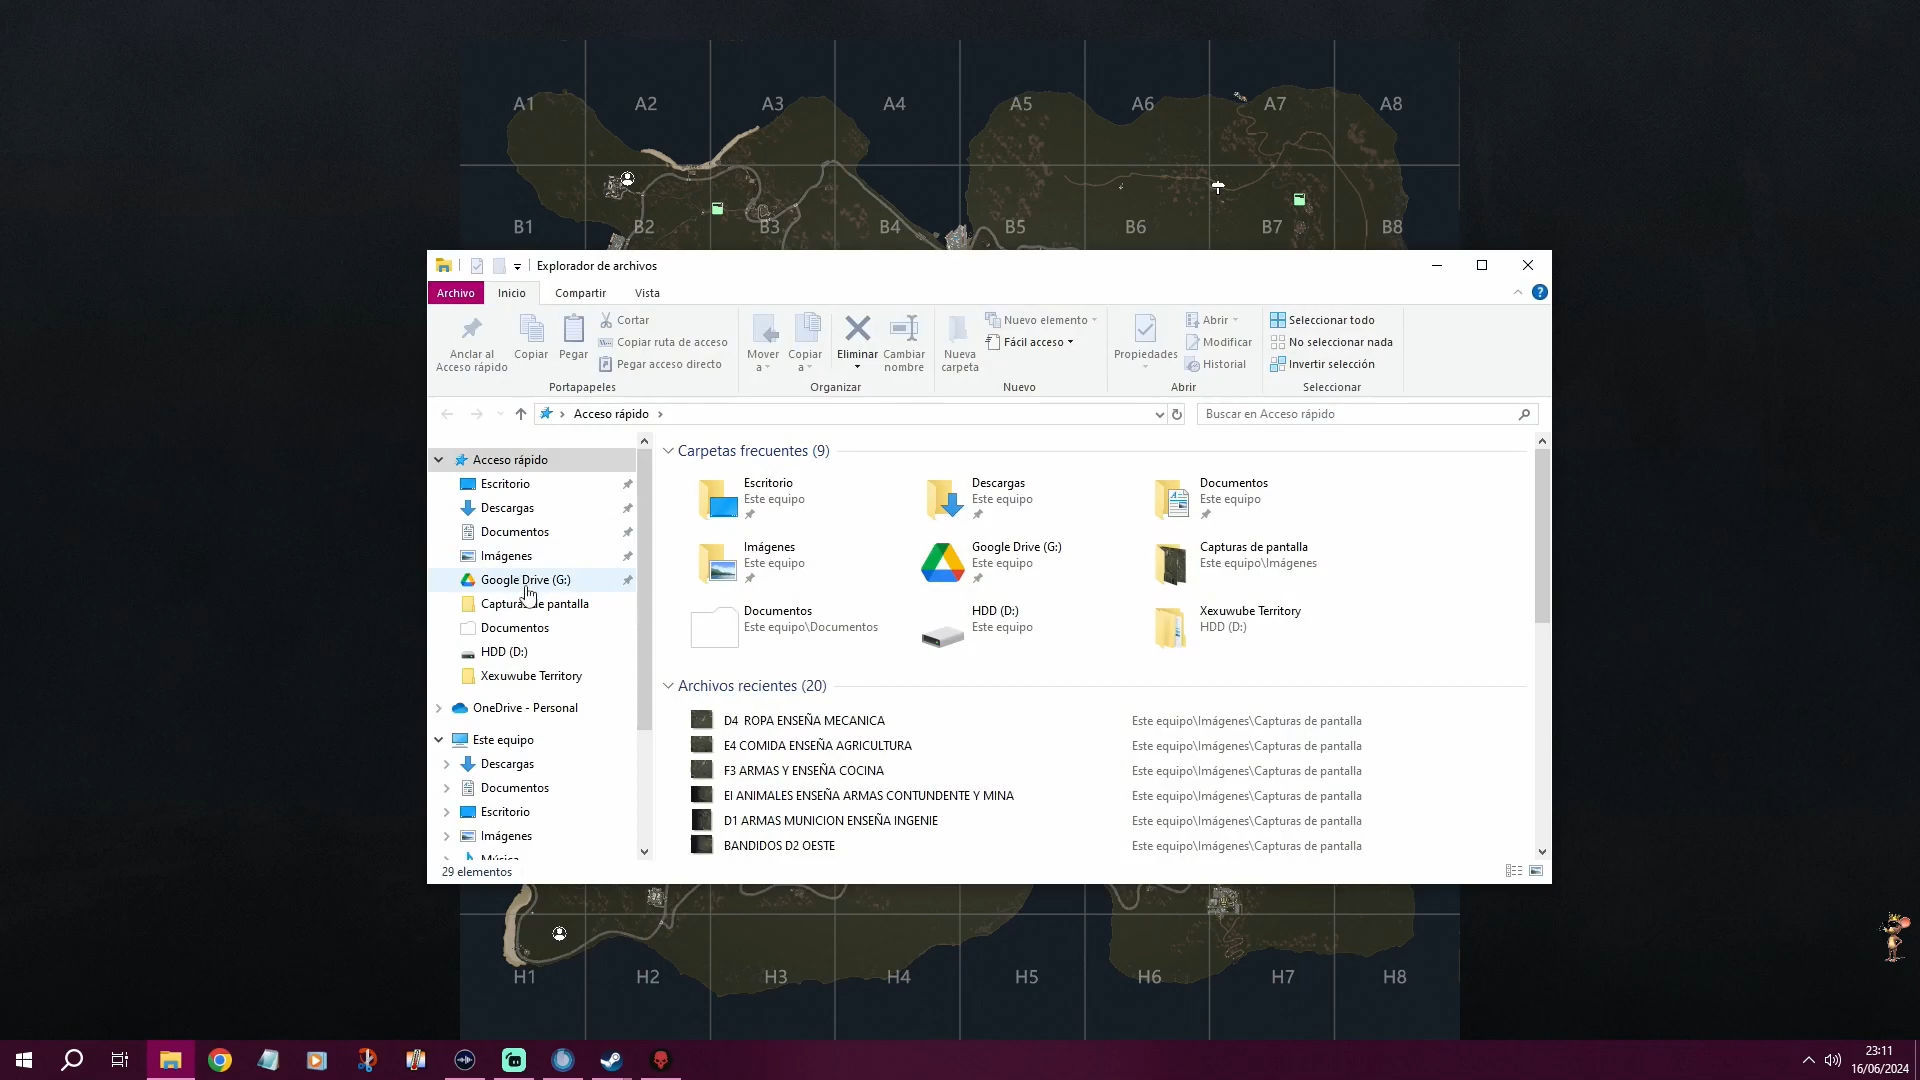 A1 A2 A3 A4 A5 A6 A7 A8
B1 B2 B3 B4 B5 B6 B7 B8
Explorador de archivos
Archivo Inicio Compartir Vista
Anclar al Acceso rápido
Copiar
Pegar
Cortar
Copiar ruta de acceso
Pegar acceso directo
Portapapeles
Mover a
Copiar a
Eliminar
Cambiar nombre
Organizar
Nueva carpeta
Nuevo elemento
Fácil acceso
Nuevo
Propiedades
Abrir
Modificar
Historial
Abrir
Seleccionar todo
No seleccionar nada
Invertir selección
Seleccionar
Acceso rápido
Buscar en Acceso rápido
Acceso rápido
Escritorio
Descargas
Documentos
Imágenes
Google Drive (G:)
Capturas de pantalla
Documentos
HDD (D:)
Xexuwube Territory
OneDrive - Personal
Este equipo
Descargas
Documentos
Escritorio
Imágenes
Música
Carpetas frecuentes (9)
Escritorio
Este equipo
Descargas
Este equipo
Documentos
Este equipo
Imágenes
Este equipo
Google Drive (G:)
Este equipo
Capturas de pantalla
Este equipo\Imágenes
Documentos
Este equipo\Documentos
HDD (D:)
Este equipo
Xexuwube Territory
HDD (D:)
Archivos recientes (20)
D4 ROPA ENSEÑA MECANICA Este equipo\Imágenes\Capturas de pantalla
E4 COMIDA ENSEÑA AGRICULTURA Este equipo\Imágenes\Capturas de pantalla
F3 ARMAS Y ENSEÑA COCINA Este equipo\Imágenes\Capturas de pantalla
EI ANIMALES ENSEÑA ARMAS CONTUNDENTE Y MINA Este equipo\Imágenes\Capturas de pantalla
D1 ARMAS MUNICION ENSEÑA INGENIE Este equipo\Imágenes\Capturas de pantalla
BANDIDOS D2 OESTE Este equipo\Imágenes\Capturas de pantalla
29 elementos
H1 H2 H3 H4 H5 H6 H7 H8
23:11
16/06/2024